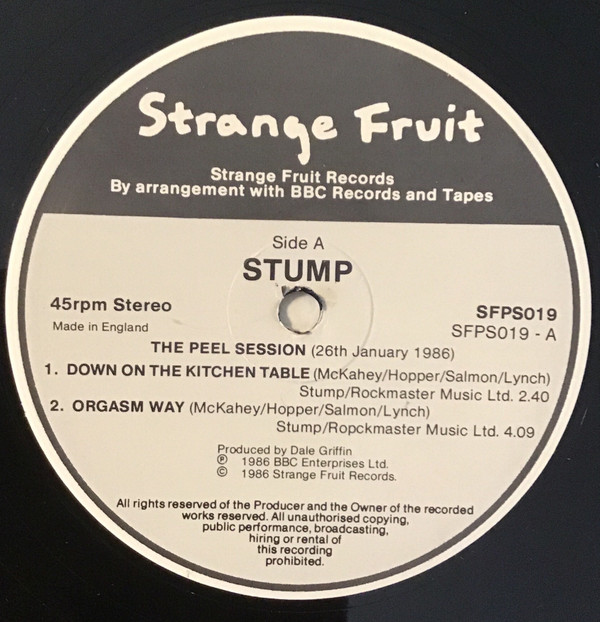 Strange Fruit
Strange Fruit Records
By arrangement with BBC Records and Tapes
Side A
STUMP
45rpm Stereo
Made in England
SFPS019
SFPS019 - A
THE PEEL SESSION (26th January 1986)
1. DOWN ON THE KITCHEN TABLE (McKahey/Hopper/Salmon/Lynch)
Stump/Rockmaster Music Ltd. 2.40
2. ORGASM WAY (McKahey/Hopper/Salmon/Lynch)
Stump/Ropckmaster Music Ltd. 4.09
Produced by Dale Griffin
℗ 1986 BBC Enterprises Ltd.
© 1986 Strange Fruit Records.
All rights reserved of the Producer and the Owner of the recorded
works reserved. All unauthorised copying,
public performance, broadcasting,
hiring or rental of
this recording
prohibited.